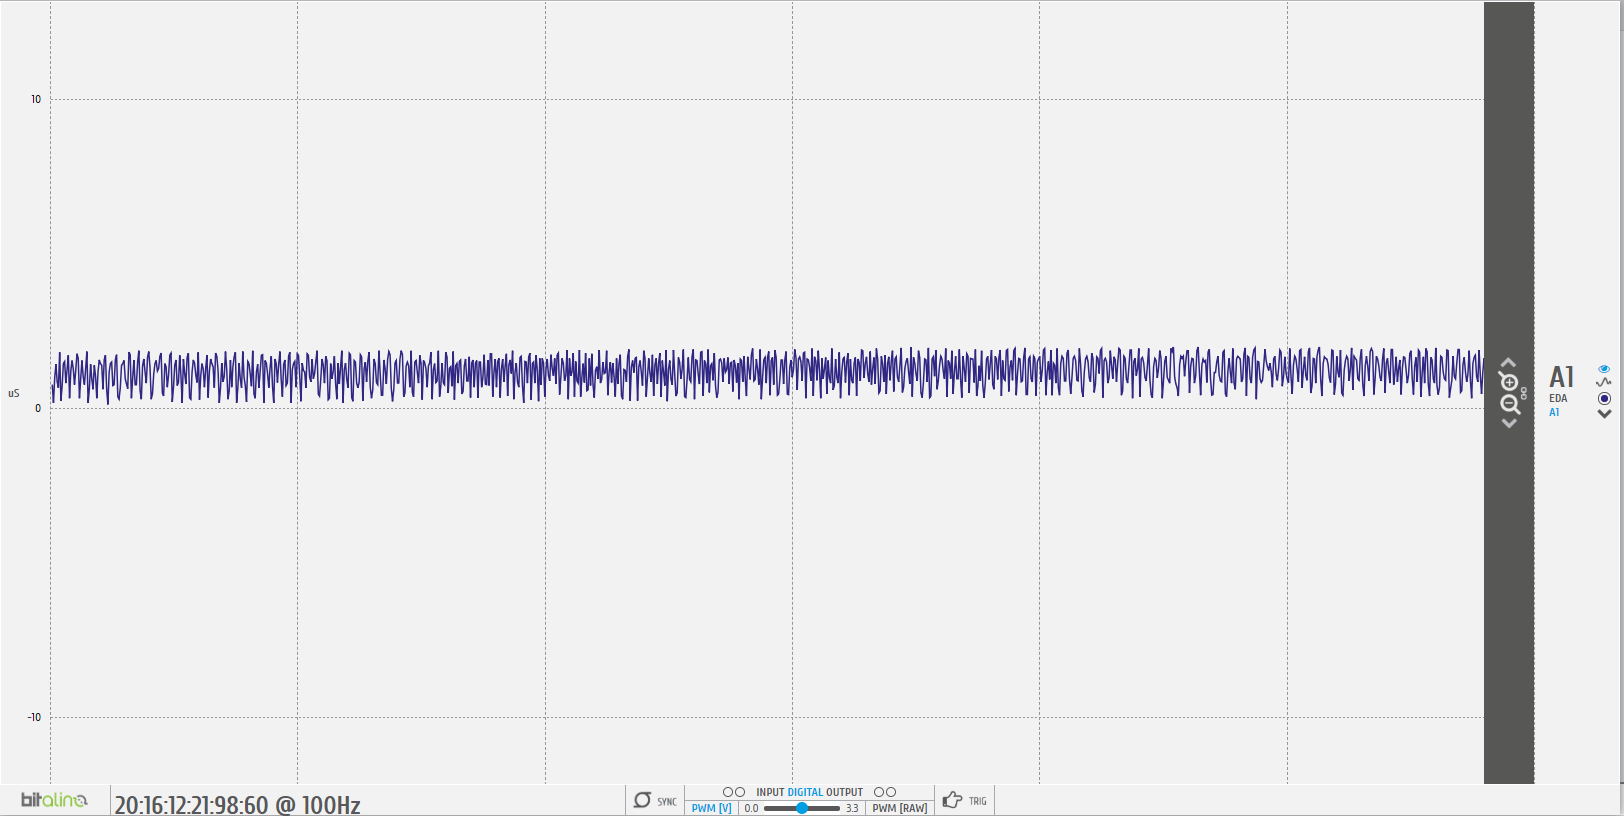 10
uS
0
-10
A1
EDA
A1
bitalino
20:16:12:21:98:60 @ 100Hz
SYNC
INPUT DIGITAL OUTPUT
PWM [V] 0.0 3.3 PWM [RAW]
TRIG